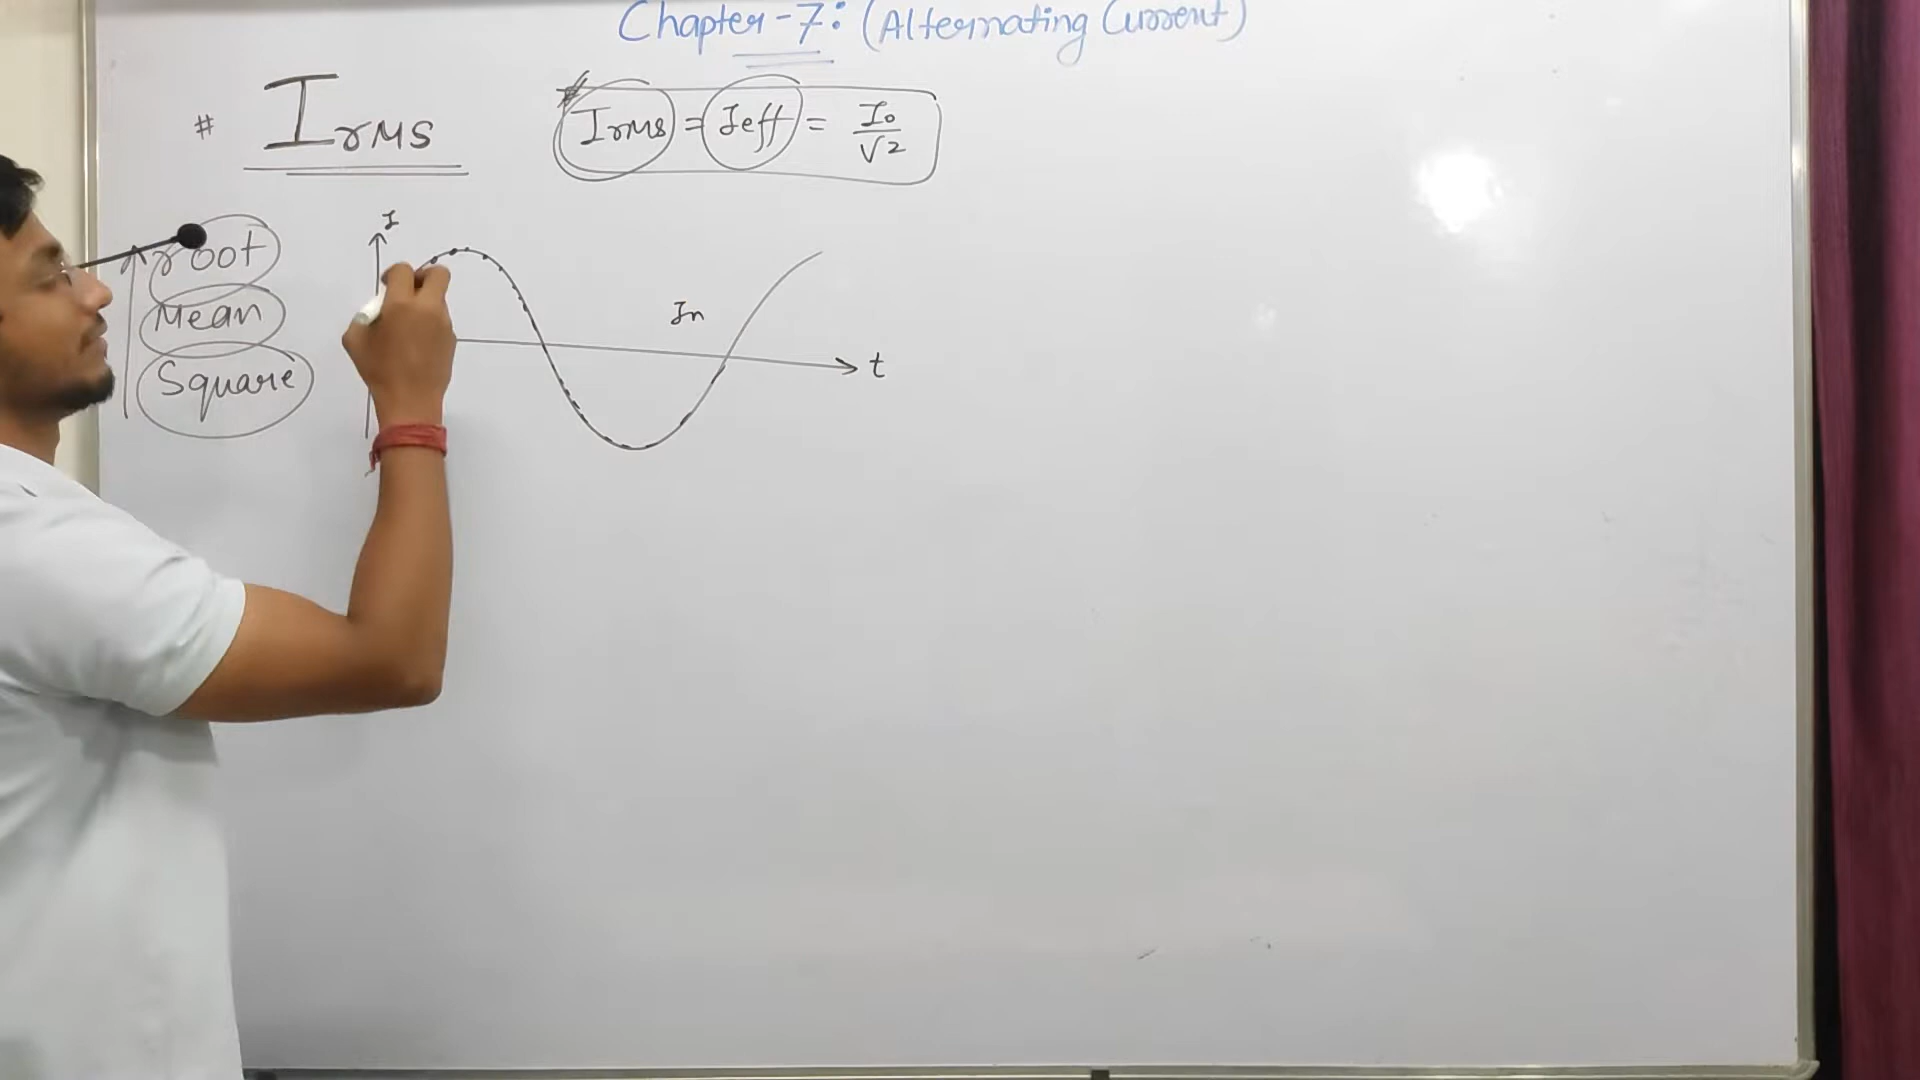 Chapter-7: (Alternating Current)
# Irms
Irms = Ieff = I0/√2
root
Mean
Square
I
In
t